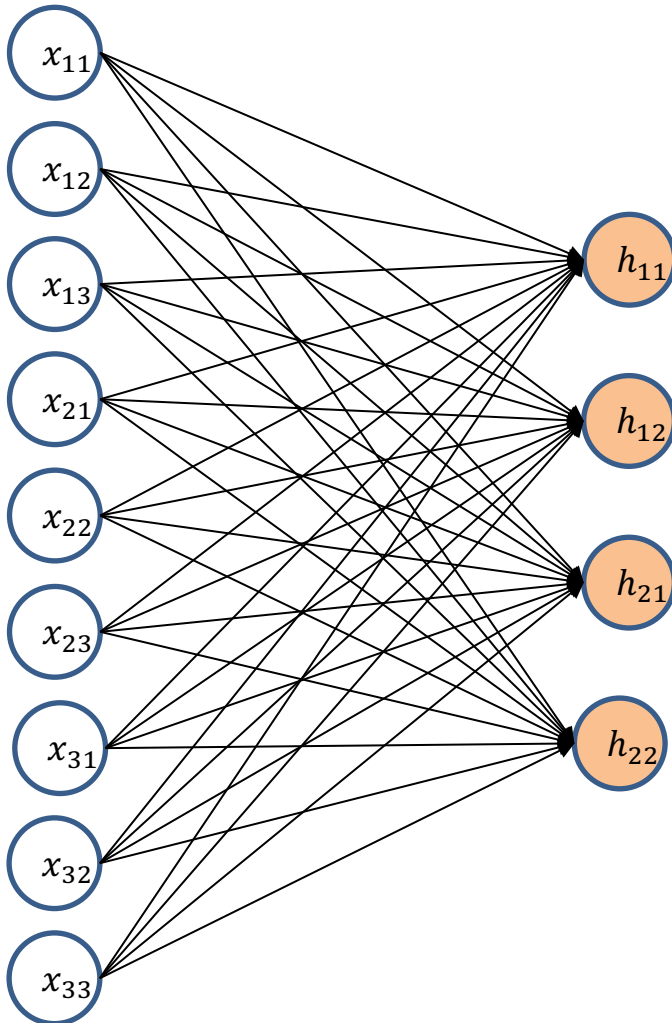 x₁₁
x₁₂
x₁₃
x₂₁
x₂₂
x₂₃
x₃₁
x₃₂
x₃₃
h₁₁
h₁₂
h₂₁
h₂₂